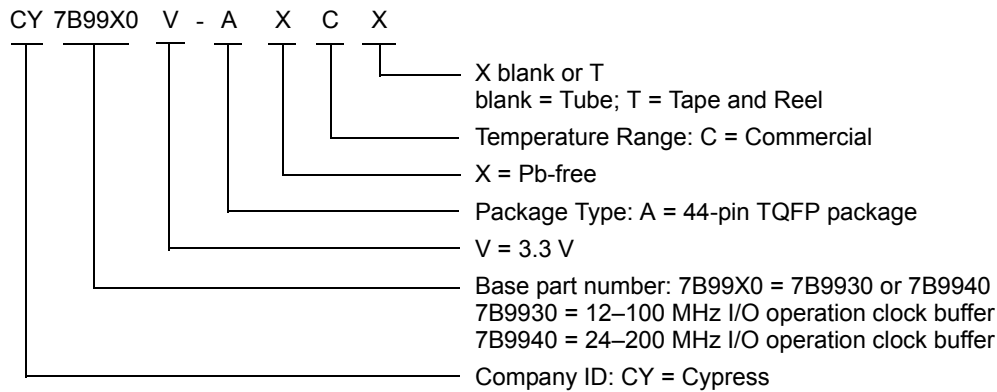 CY 7B99X0 V - A X C X
X blank or T
blank = Tube; T = Tape and Reel
Temperature Range: C = Commercial
X = Pb-free
Package Type: A = 44-pin TQFP package
V = 3.3 V
Base part number: 7B99X0 = 7B9930 or 7B9940
7B9930 = 12–100 MHz I/O operation clock buffer
7B9940 = 24–200 MHz I/O operation clock buffer
Company ID: CY = Cypress